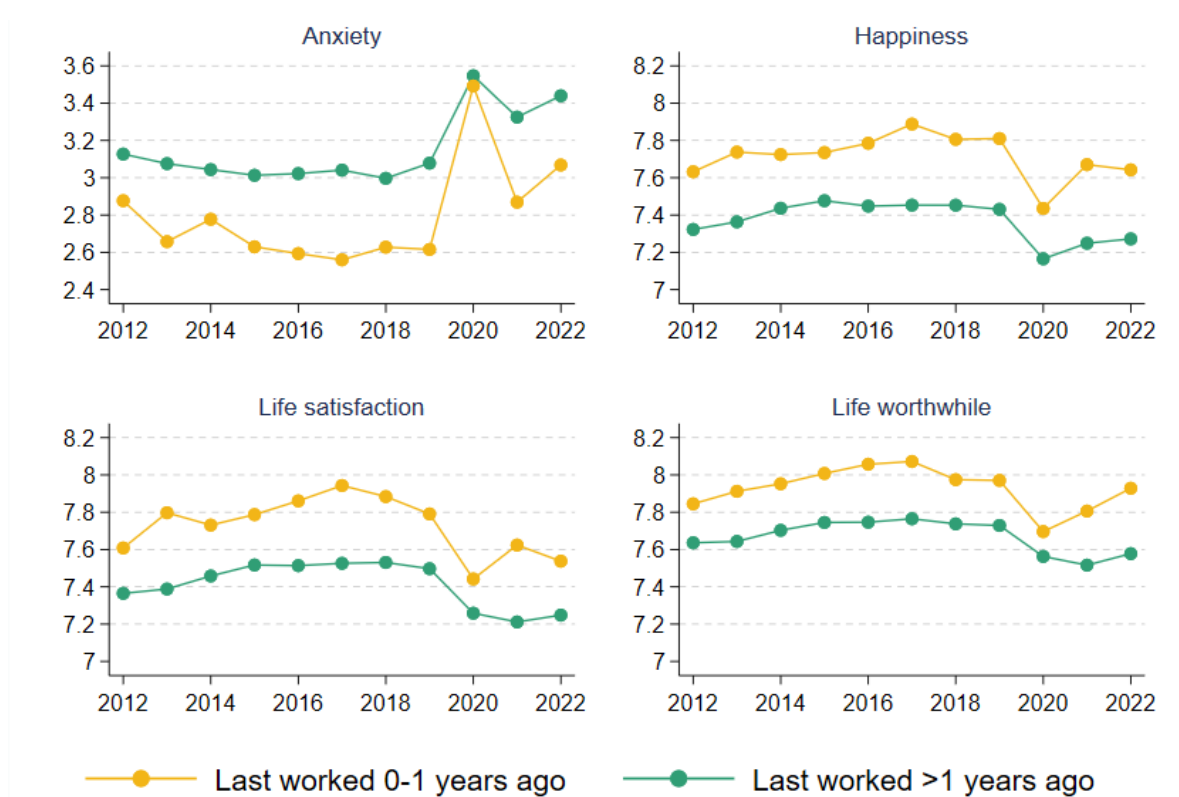 Anxiety
3.6
3.4
3.2
3
2.8
2.6
2.4
2012 2014 2016 2018 2020 2022
Happiness
8.2
8
7.8
7.6
7.4
7.2
7
2012 2014 2016 2018 2020 2022
Life satisfaction
8.2
8
7.8
7.6
7.4
7.2
7
2012 2014 2016 2018 2020 2022
Life worthwhile
8.2
8
7.8
7.6
7.4
7.2
7
2012 2014 2016 2018 2020 2022
Last worked 0-1 years ago
Last worked >1 years ago